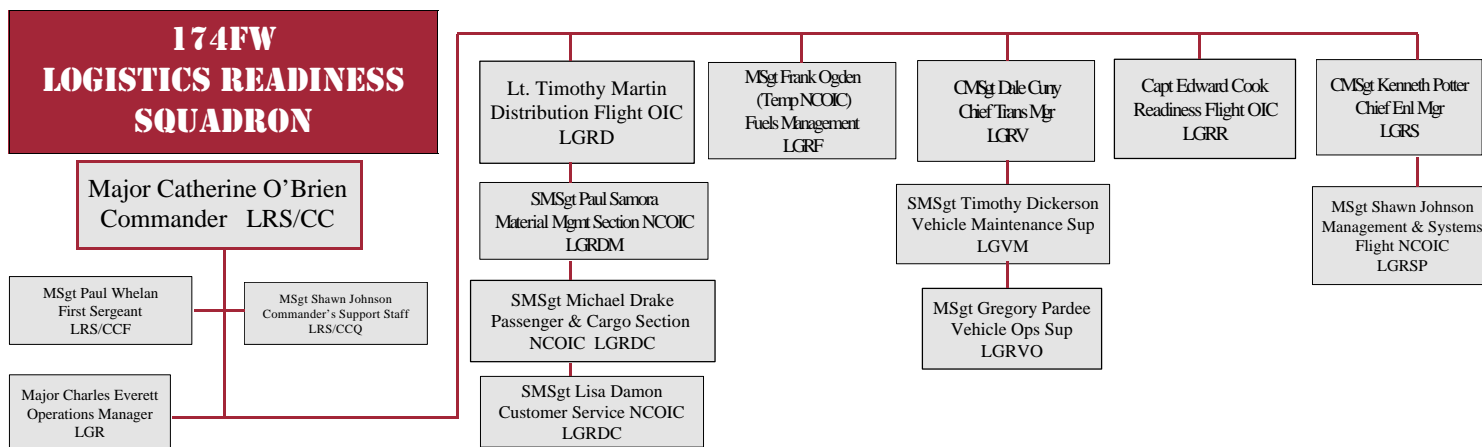 174FW
LOGISTICS READINESS
SQUADRON
Major Catherine O’Brien
Commander LRS/CC
MSgt Paul Whelan
First Sergeant
LRS/CCF
MSgt Shawn Johnson
Commander’s Support Staff
LRS/CCQ
Major Charles Everett
Operations Manager
LGR
Lt. Timothy Martin
Distribution Flight OIC
LGRD
SMSgt Paul Samora
Material Mgmt Section NCOIC
LGRDM
SMSgt Michael Drake
Passenger & Cargo Section
NCOIC LGRDC
SMSgt Lisa Damon
Customer Service NCOIC
LGRDC
MSgt Frank Ogden
(Temp NCOIC)
Fuels Management
LGRF
CMSgt Dale Cuny
Chief Trans Mgr
LGRV
SMSgt Timothy Dickerson
Vehicle Maintenance Sup
LGVM
MSgt Gregory Pardee
Vehicle Ops Sup
LGRVO
Capt Edward Cook
Readiness Flight OIC
LGRR
CMSgt Kenneth Potter
Chief Enl Mgr
LGRS
MSgt Shawn Johnson
Management & Systems
Flight NCOIC
LGRSP